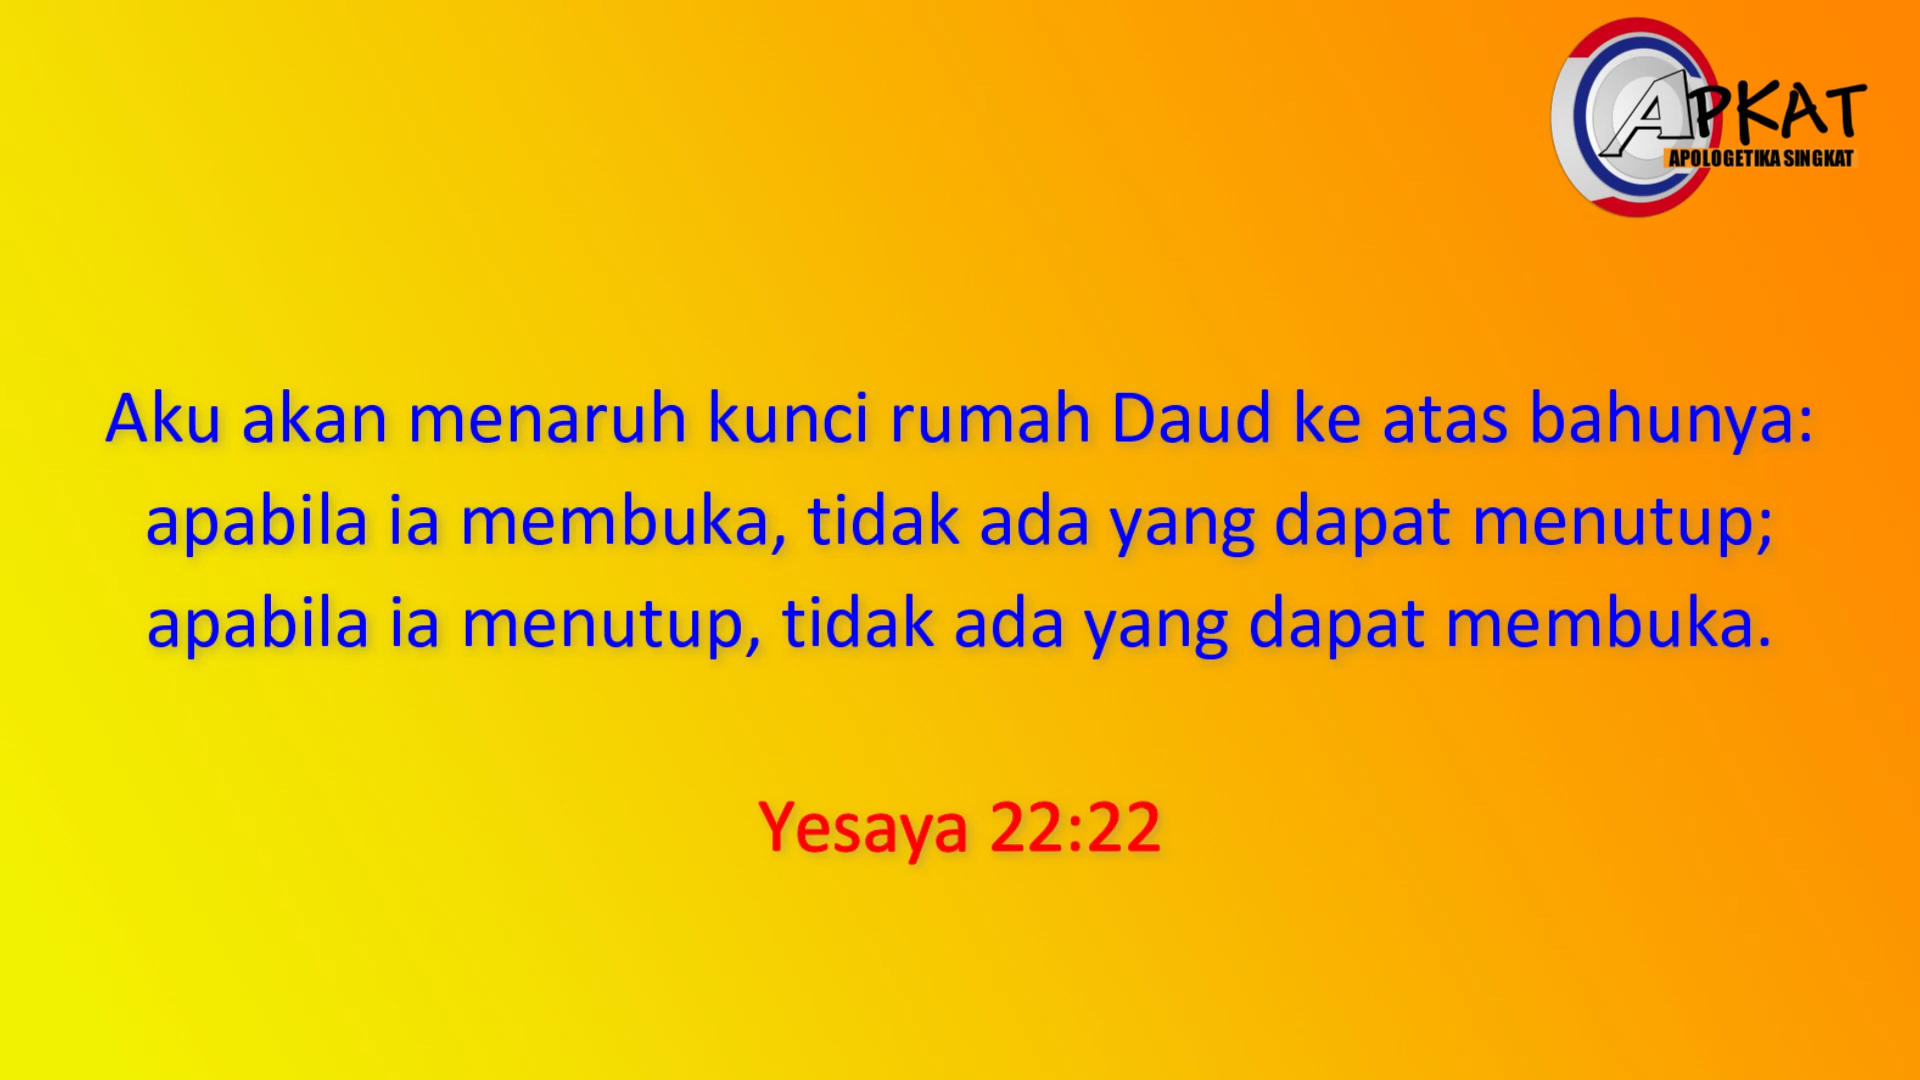 APKAT
APOLOGETIKA SINGKAT
Aku akan menaruh kunci rumah Daud ke atas bahunya:
apabila ia membuka, tidak ada yang dapat menutup;
apabila ia menutup, tidak ada yang dapat membuka.
Yesaya 22:22